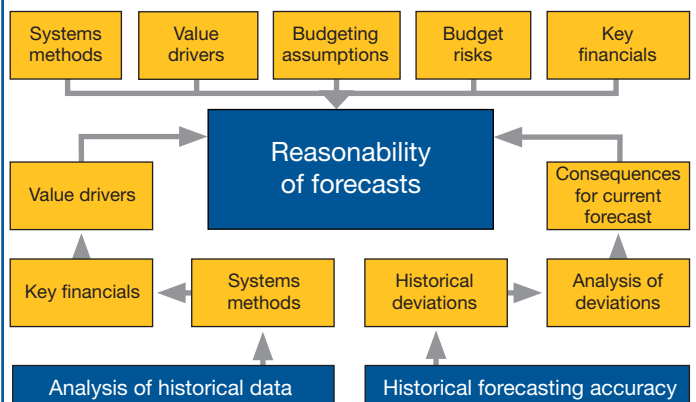 Systems
methods
Value
drivers
Budgeting
assumptions
Budget
risks
Key
financials
Reasonability
of forecasts
Value drivers
Consequences
for current
forecast
Key financials
Systems
methods
Historical
deviations
Analysis of
deviations
Analysis of historical data
Historical forecasting accuracy